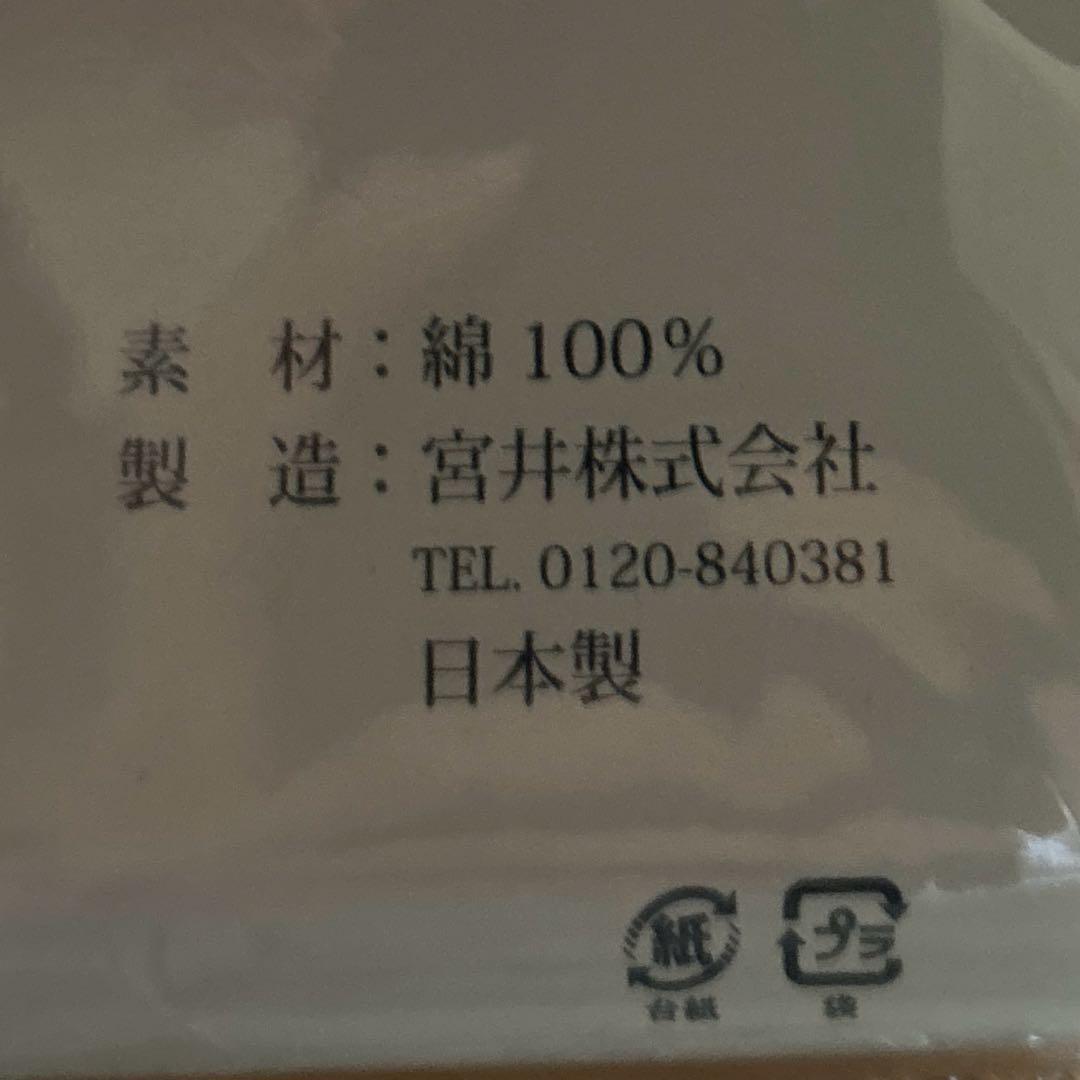 素　材：綿 100%
製　造：宮井株式会社
TEL. 0120-840381
日本製
紙 プラ
台紙 袋